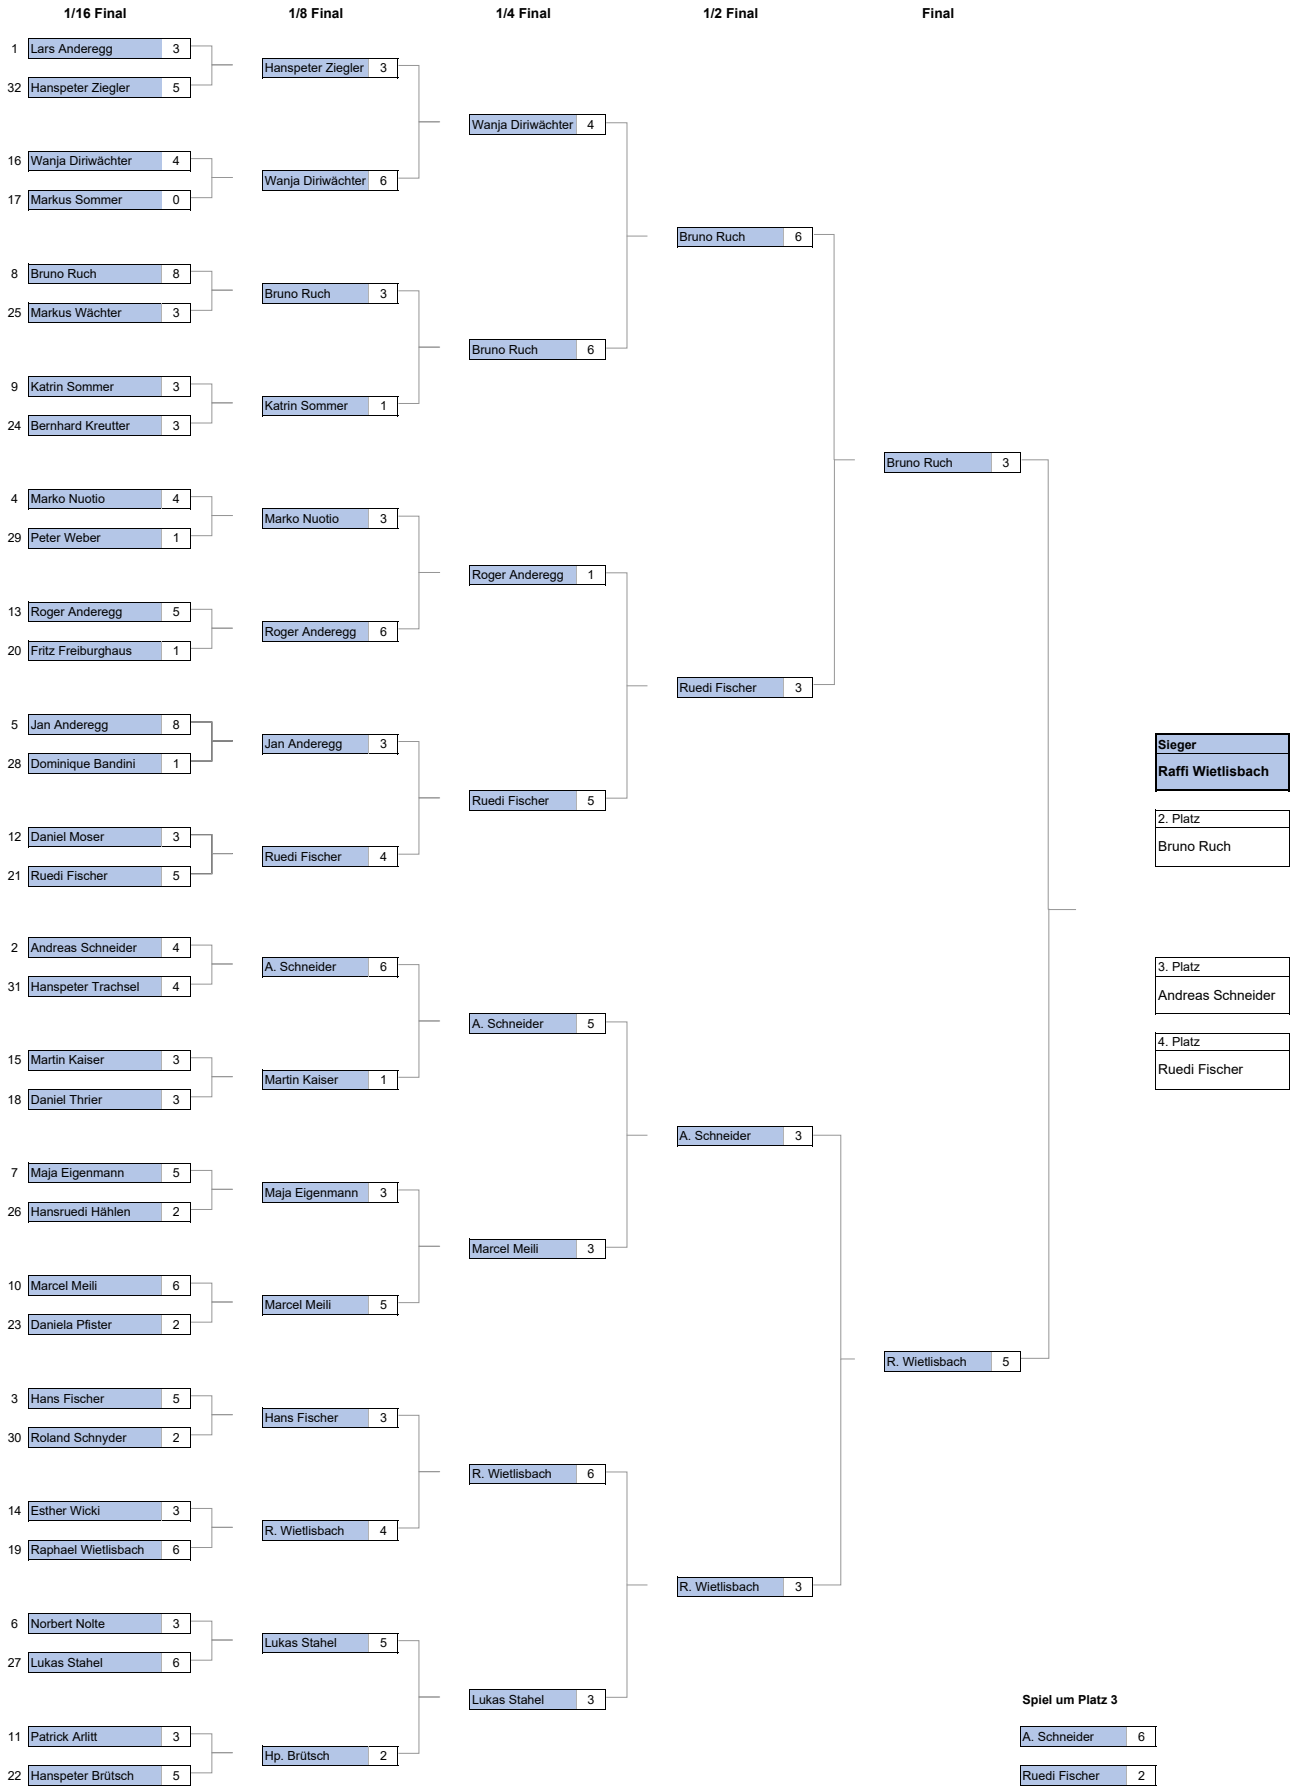 1/16 Final 1/8 Final 1/4 Final 1/2 Final Final
1 Lars Anderegg 3
Hanspeter Ziegler 3
32 Hanspeter Ziegler 5
Wanja Diriwächter 4
16 Wanja Diriwächter 4
Wanja Diriwächter 6
17 Markus Sommer 0
Bruno Ruch 6
8 Bruno Ruch 8
Bruno Ruch 3
25 Markus Wächter 3
Bruno Ruch 6
9 Katrin Sommer 3
Katrin Sommer 1
24 Bernhard Kreutter 3
Bruno Ruch 3
4 Marko Nuotio 4
Marko Nuotio 3
29 Peter Weber 1
Roger Anderegg 1
13 Roger Anderegg 5
Roger Anderegg 6
20 Fritz Freiburghaus 1
Ruedi Fischer 3
5 Jan Anderegg 8
Jan Anderegg 3
Sieger
28 Dominique Bandini 1
Raffi Wietlisbach
Ruedi Fischer 5
2. Platz
12 Daniel Moser 3
Bruno Ruch
Ruedi Fischer 4
21 Ruedi Fischer 5
2 Andreas Schneider 4
A. Schneider 6
3. Platz
31 Hanspeter Trachsel 4
Andreas Schneider
A. Schneider 5
4. Platz
15 Martin Kaiser 3
Ruedi Fischer
Martin Kaiser 1
18 Daniel Thrier 3
A. Schneider 3
7 Maja Eigenmann 5
Maja Eigenmann 3
26 Hansruedi Hählen 2
Marcel Meili 3
10 Marcel Meili 6
Marcel Meili 5
23 Daniela Pfister 2
R. Wietlisbach 5
3 Hans Fischer 5
Hans Fischer 3
30 Roland Schnyder 2
R. Wietlisbach 6
14 Esther Wicki 3
R. Wietlisbach 4
19 Raphael Wietlisbach 6
R. Wietlisbach 3
6 Norbert Nolte 3
Lukas Stahel 5
27 Lukas Stahel 6
Lukas Stahel 3
Spiel um Platz 3
11 Patrick Arlitt 3
A. Schneider 6
Hp. Brütsch 2
22 Hanspeter Brütsch 5
Ruedi Fischer 2